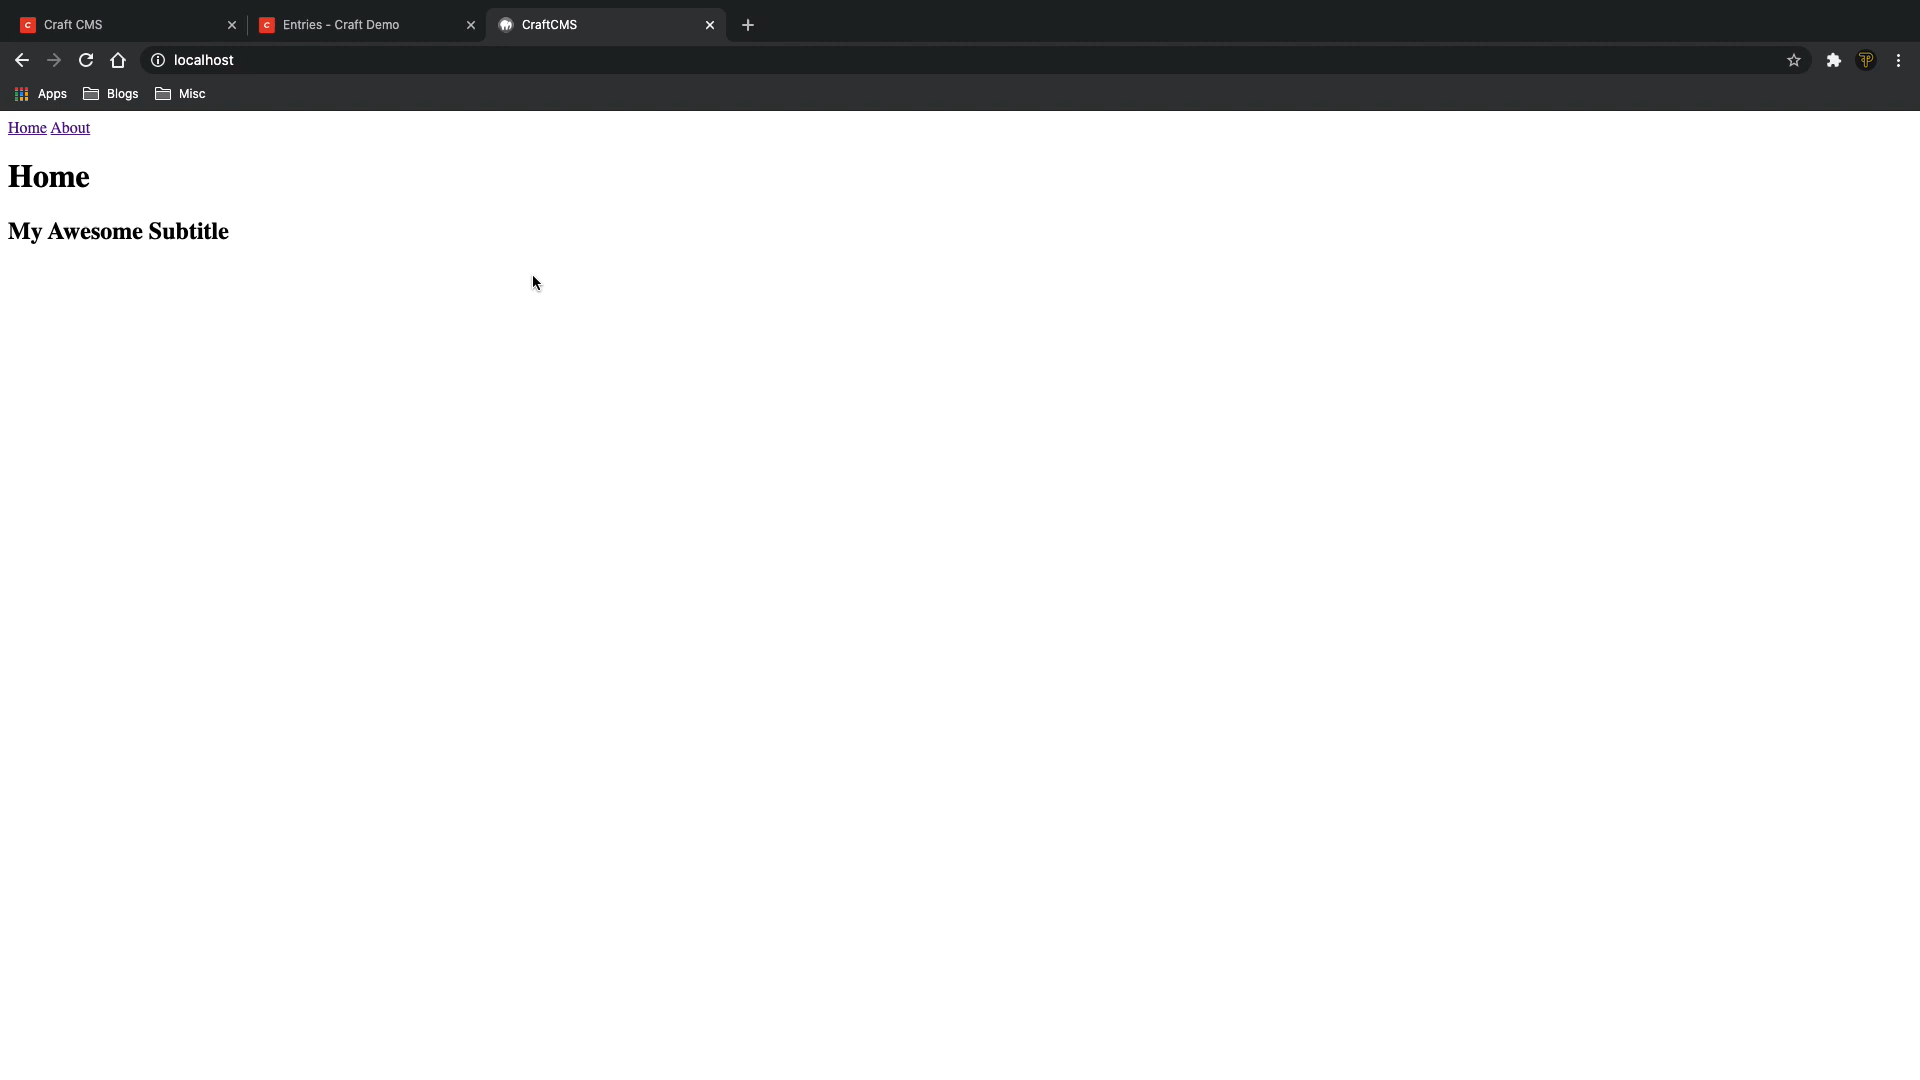 Craft CMS
Entries - Craft Demo
CraftCMS
localhost
Apps Blogs Misc
Home About
Home
My Awesome Subtitle